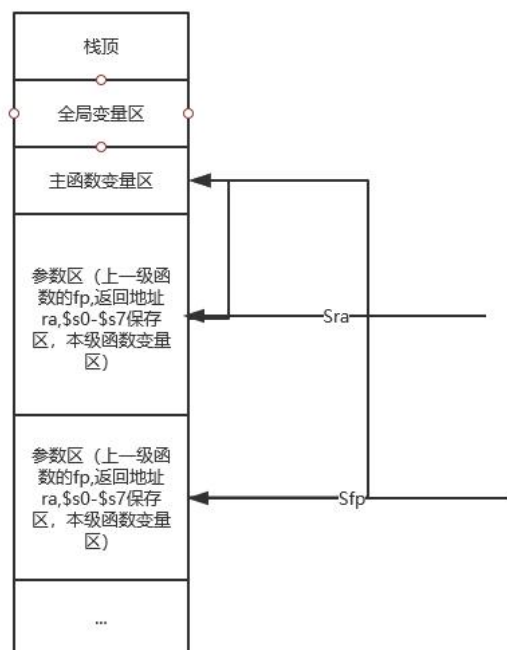 栈顶
全局变量区
主函数变量区
参数区（上一级函
数的fp,返回地址
ra,$s0-$s7保存
区，本级函数变量
区）
Sra
参数区（上一级函
数的fp,返回地址
ra,$s0-$s7保存
区，本级函数变量
区）
Sfp
...